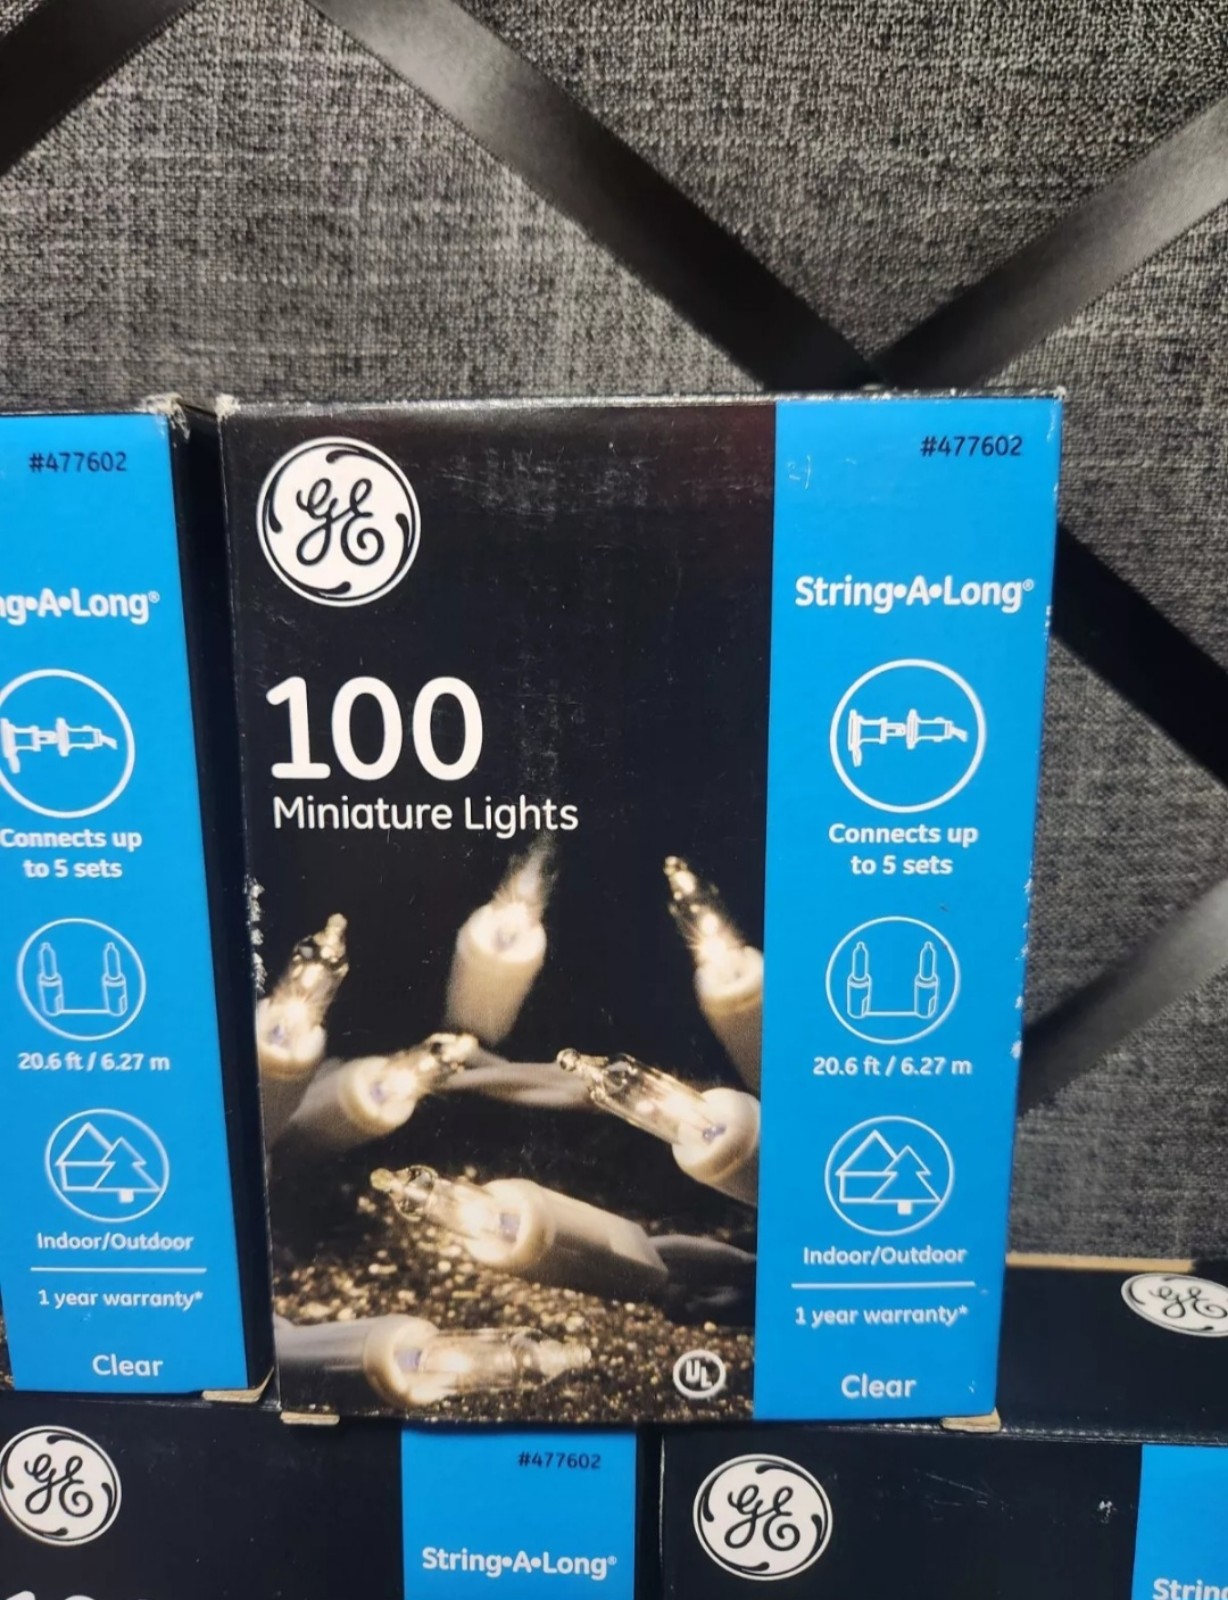 #477602
ng•A•Long®
Connects up
to 5 sets
20.6 ft / 6.27 m
Indoor/Outdoor
1 year warranty*
Clear
GE
100
Miniature Lights
UL
#477602
String•A•Long®
Connects up
to 5 sets
20.6 ft / 6.27 m
Indoor/Outdoor
1 year warranty*
Clear
GE
GE
#477602
String•A•Long®
GE
String